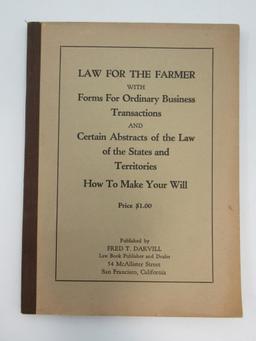 LAW FOR THE FARMER
WITH
Forms For Ordinary Business
Transactions
AND
Certain Abstracts of the Law
of the States and
Territories
How To Make Your Will
Price $1.00
Published by
FRED T. DARVILL
Law Book Publisher and Dealer
54 McAllister Street
San Francisco, California